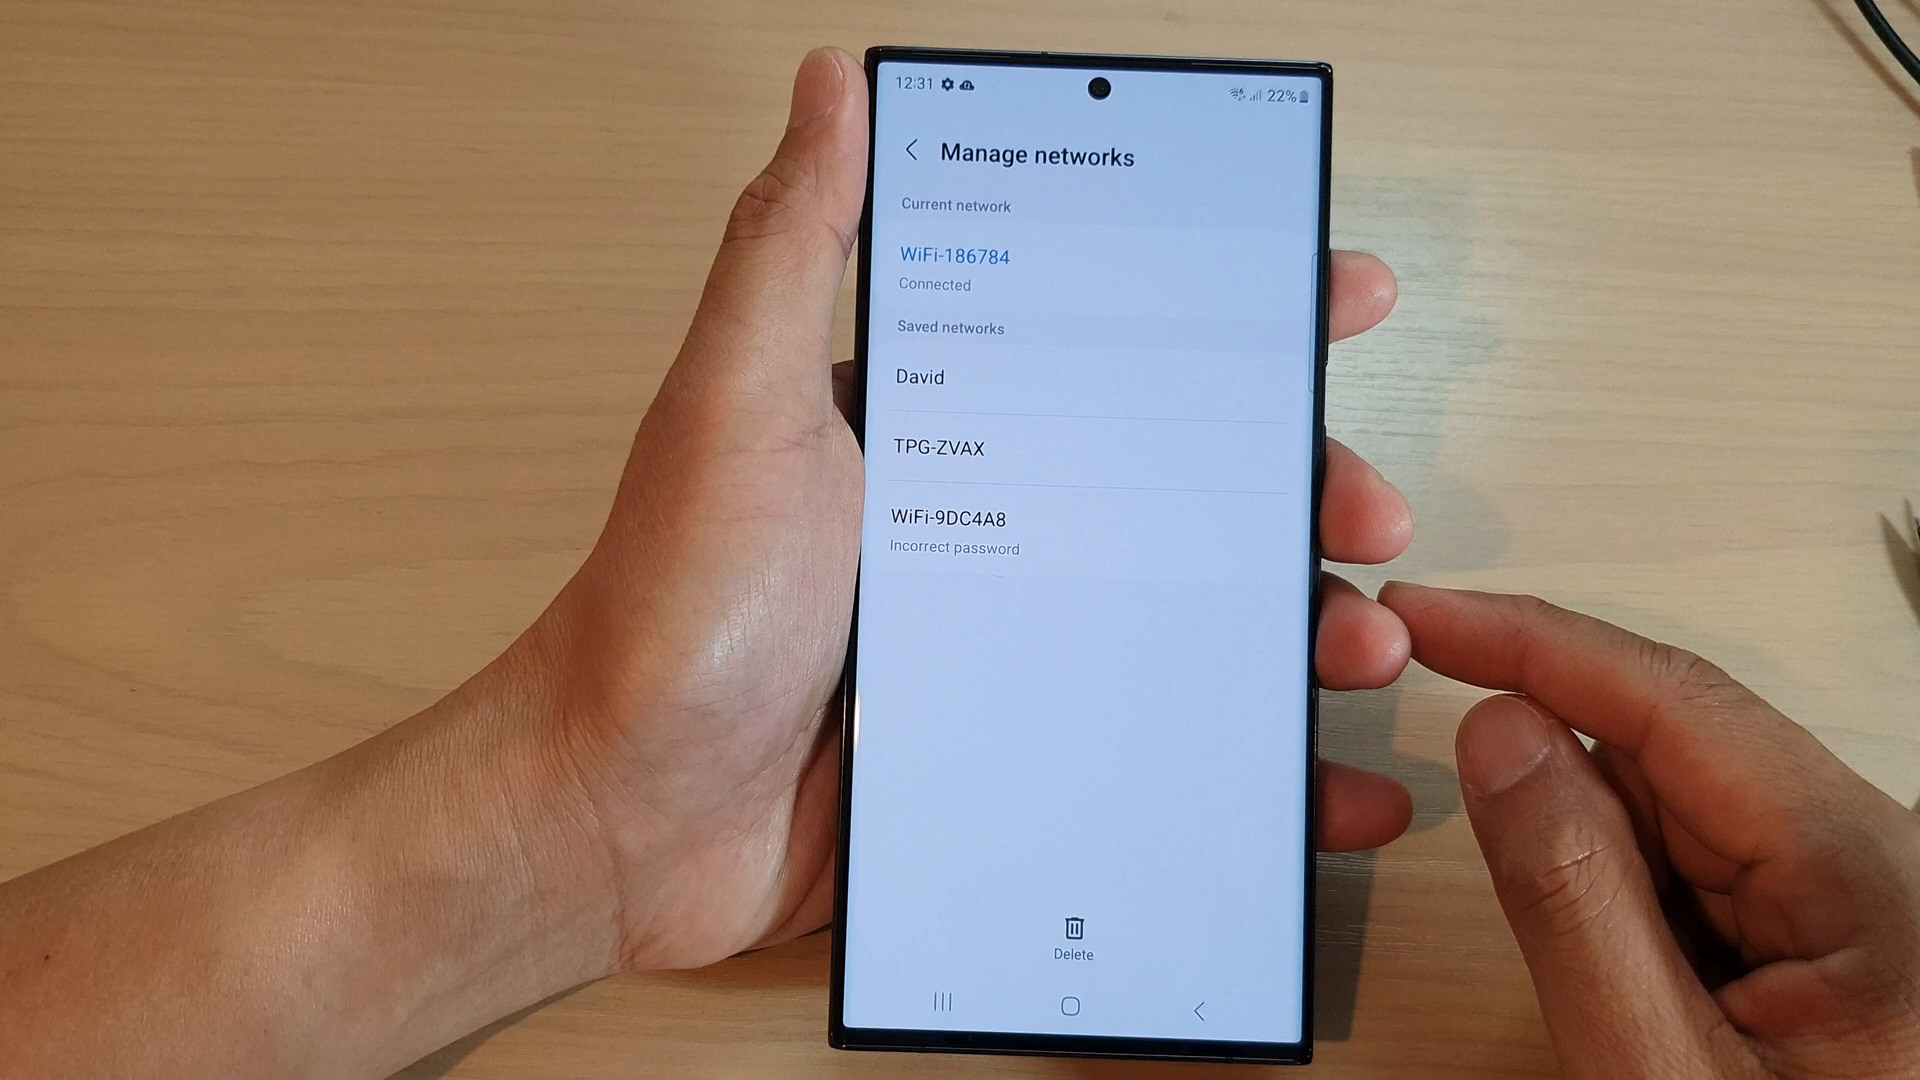 12:31 22%
Manage networks
Current network
WiFi-186784
Connected
Saved networks
David
TPG-ZVAX
WiFi-9DC4A8
Incorrect password
Delete